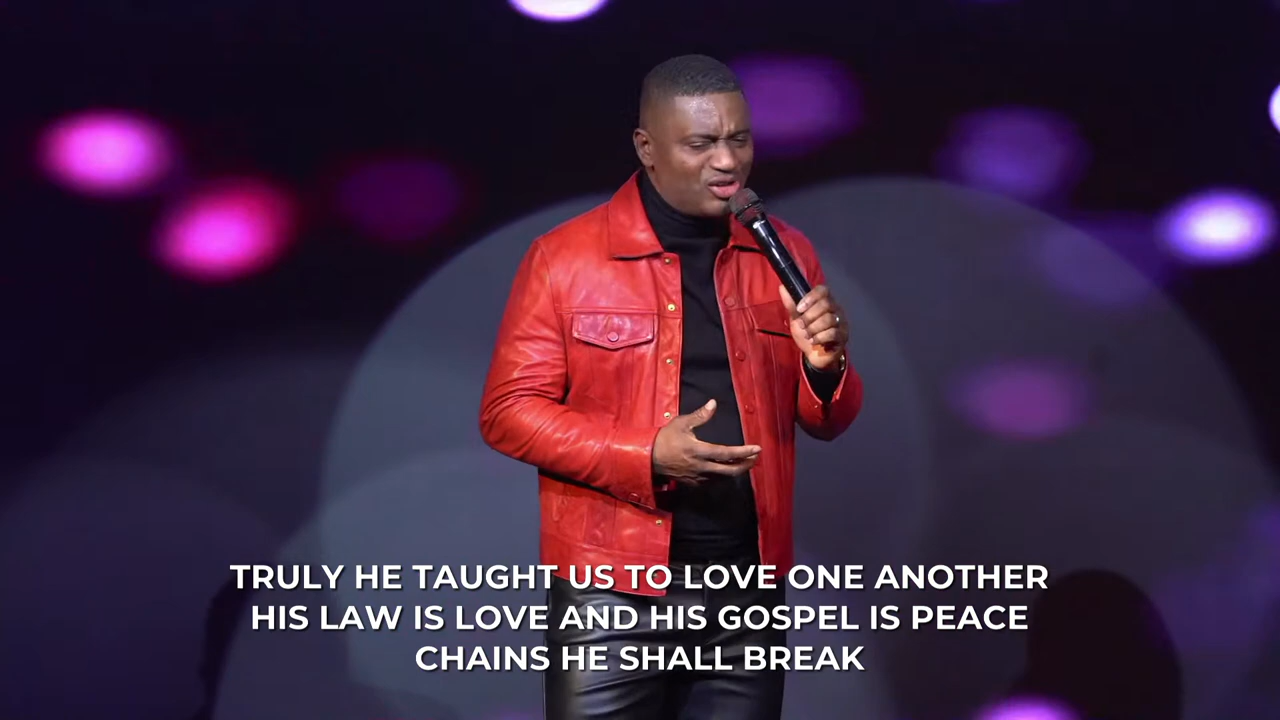 TRULY HE TAUGHT US TO LOVE ONE ANOTHER
HIS LAW IS LOVE AND HIS GOSPEL IS PEACE
CHAINS HE SHALL BREAK